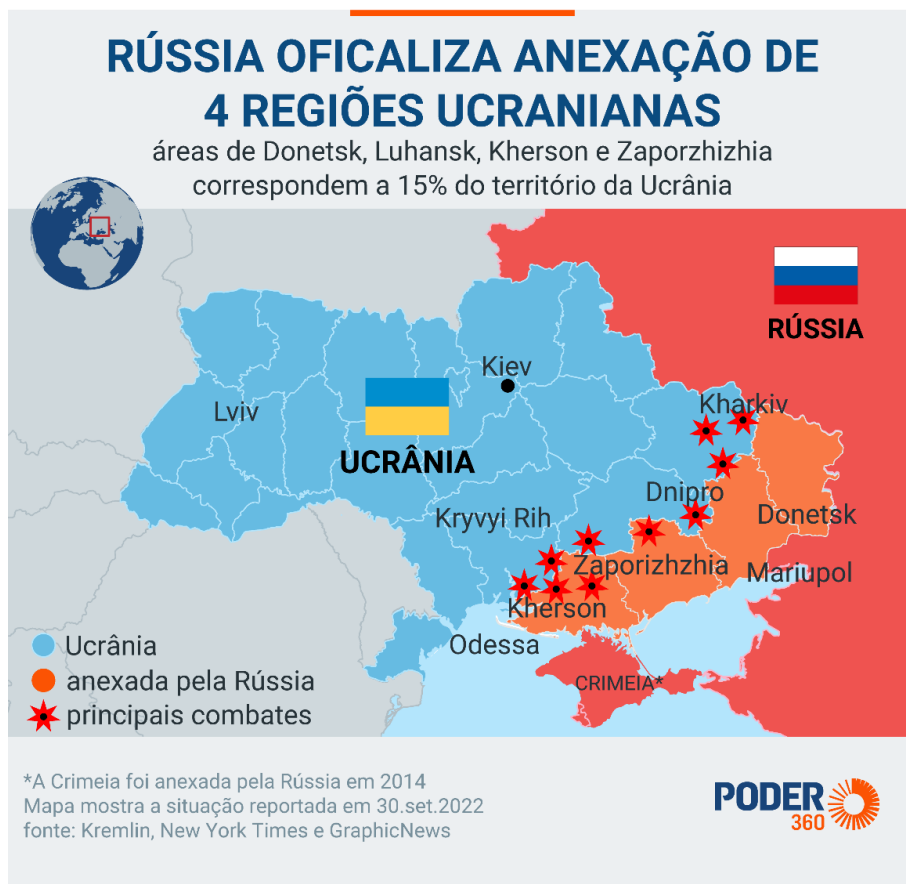 RÚSSIA OFICALIZA ANEXAÇÃO DE
4 REGIÕES UCRANIANAS
áreas de Donetsk, Luhansk, Kherson e Zaporzhizhia
correspondem a 15% do território da Ucrânia
RÚSSIA
Kiev
Lviv
Kharkiv
UCRÂNIA
Dnipro
Kryvyi Rih
Donetsk
Zaporizhzhia
Mariupol
Kherson
Odessa
CRIMEIA*
Ucrânia
anexada pela Rússia
principais combates
*A Crimeia foi anexada pela Rússia em 2014
Mapa mostra a situação reportada em 30.set.2022
fonte: Kremlin, New York Times e GraphicNews
PODER
360